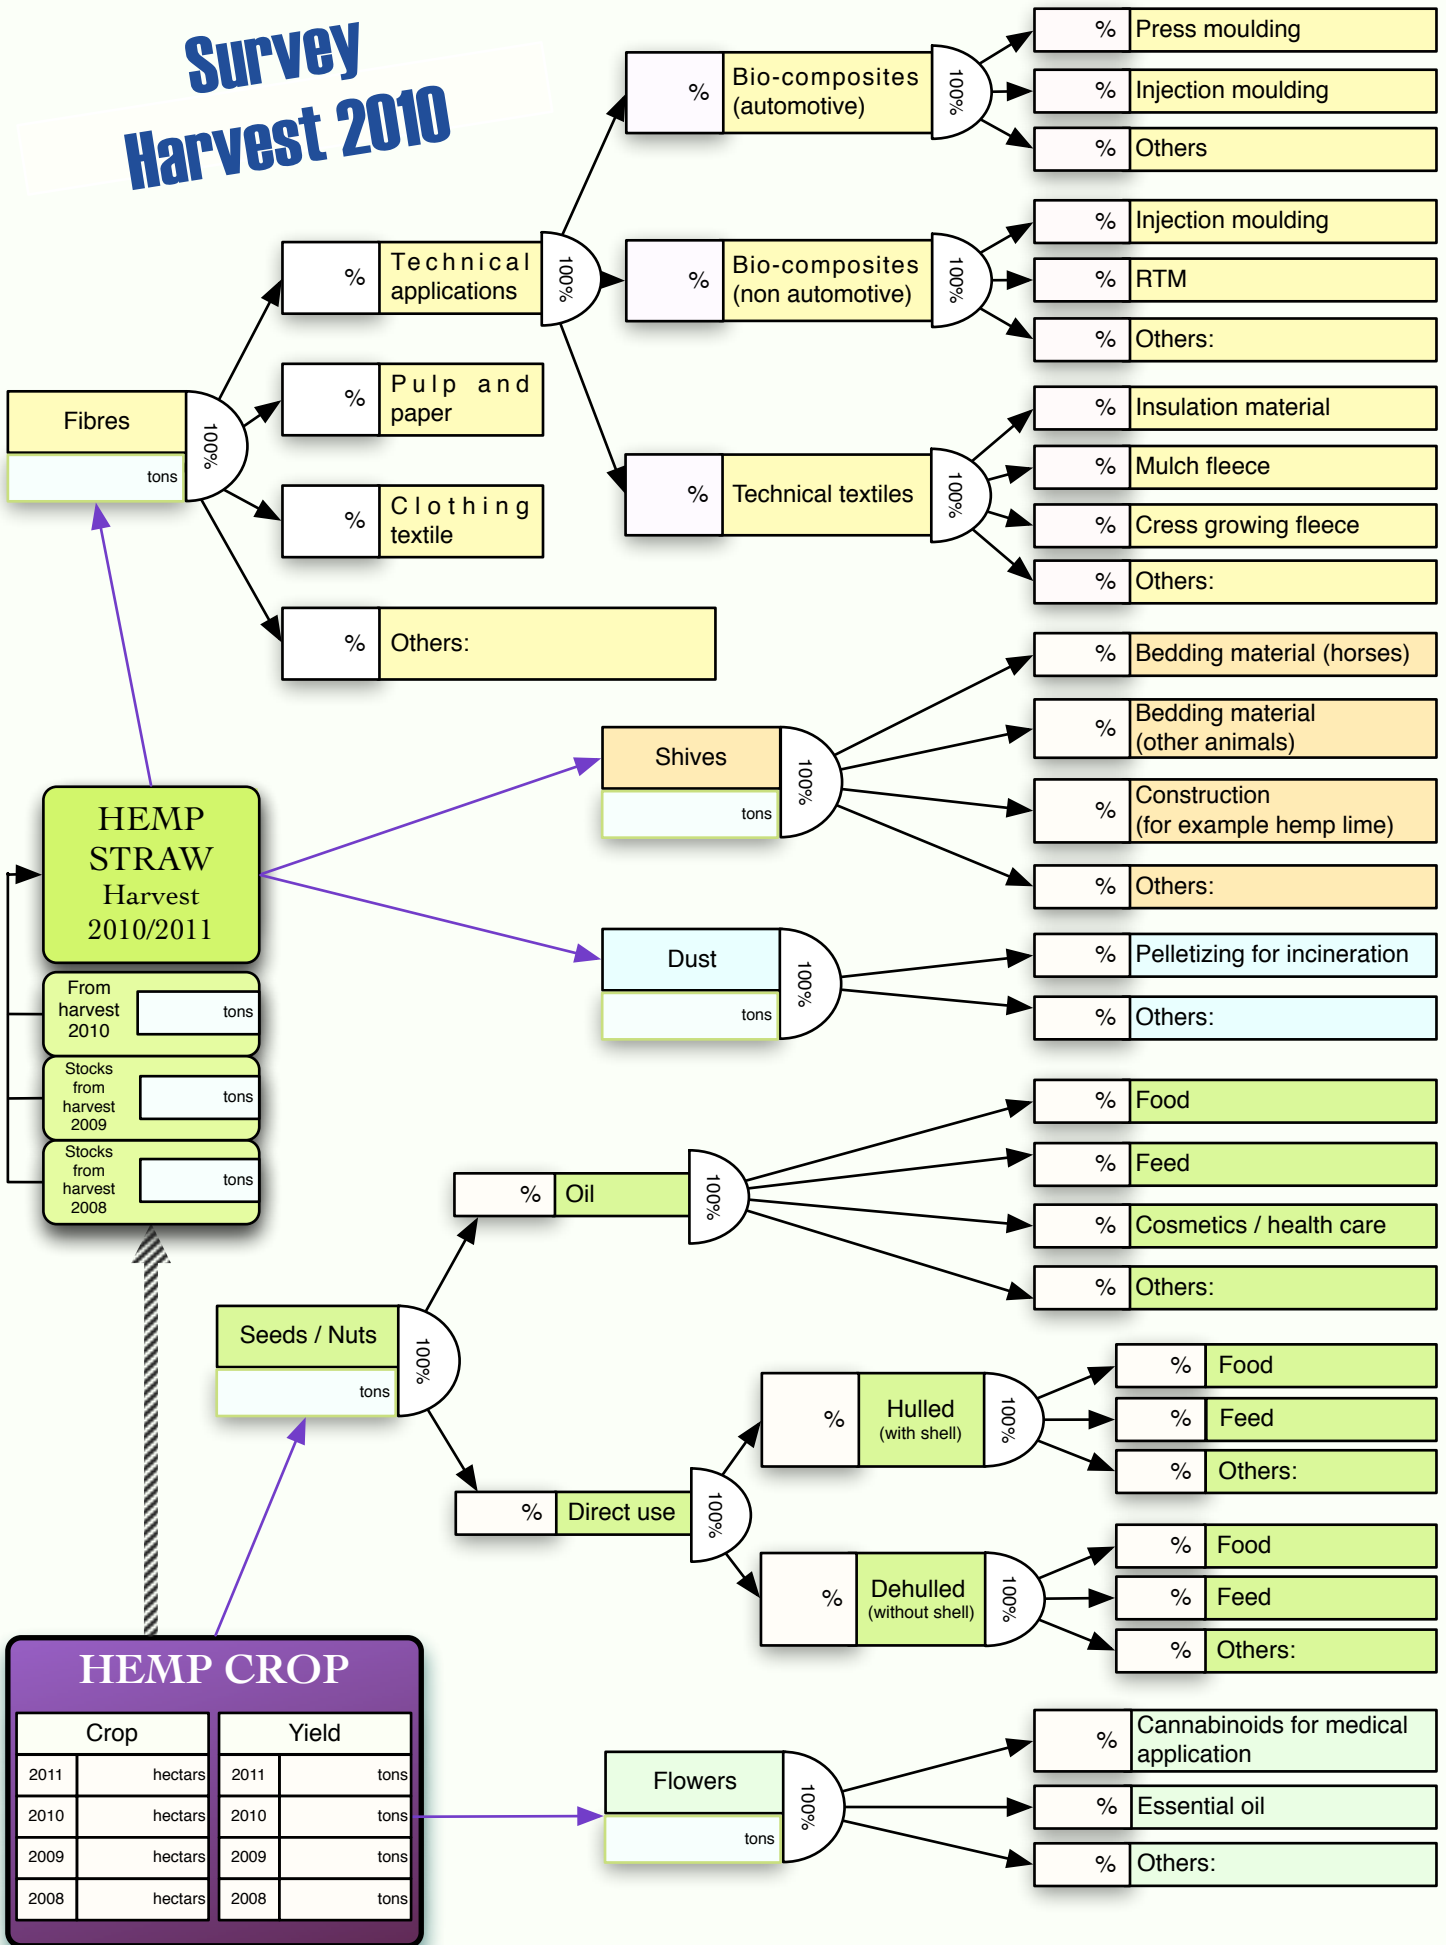 Survey
Harvest 2010
% Press moulding
% Bio-composites
(automotive)
100%
% Injection moulding
% Others
% Technical
applications
100%
% Bio-composites
(non automotive)
100%
% Injection moulding
% RTM
% Others:
Fibres
tons
100%
% Pulp and
paper
% Clothing
textile
% Others:
% Technical textiles
100%
% Insulation material
% Mulch fleece
% Cress growing fleece
% Others:
HEMP
STRAW
Harvest
2010/2011
From
harvest
2010
tons
Stocks
from
harvest
2009
tons
Stocks
from
harvest
2008
tons
Shives
tons
100%
% Bedding material (horses)
% Bedding material
(other animals)
% Construction
(for example hemp lime)
% Others:
Dust
tons
100%
% Pelletizing for incineration
% Others:
Seeds / Nuts
tons
100%
% Oil
100%
% Food
% Feed
% Cosmetics / health care
% Others:
% Direct use
100%
% Hulled
(with shell)
100%
% Food
% Feed
% Others:
% Dehulled
(without shell)
100%
% Food
% Feed
% Others:
HEMP CROP
Crop Yield
2011 hectars 2011 tons
2010 hectars 2010 tons
2009 hectars 2009 tons
2008 hectars 2008 tons
Flowers
tons
100%
% Cannabinoids for medical
application
% Essential oil
% Others: